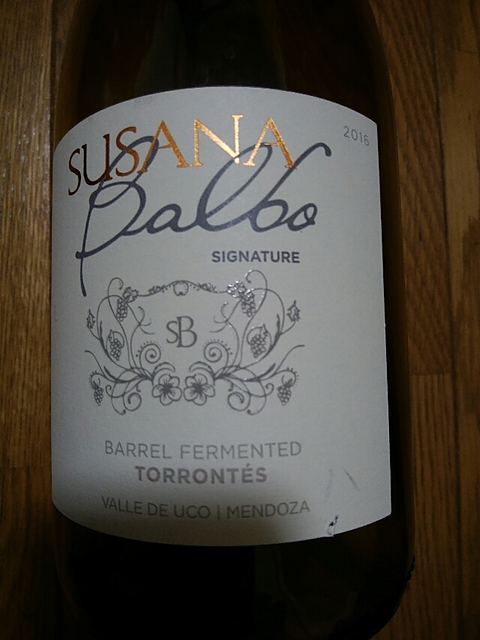 SUSANA
2016
Balbo
SIGNATURE
SB
BARREL FERMENTED
TORRONTÉS
VALLE DE UCO | MENDOZA